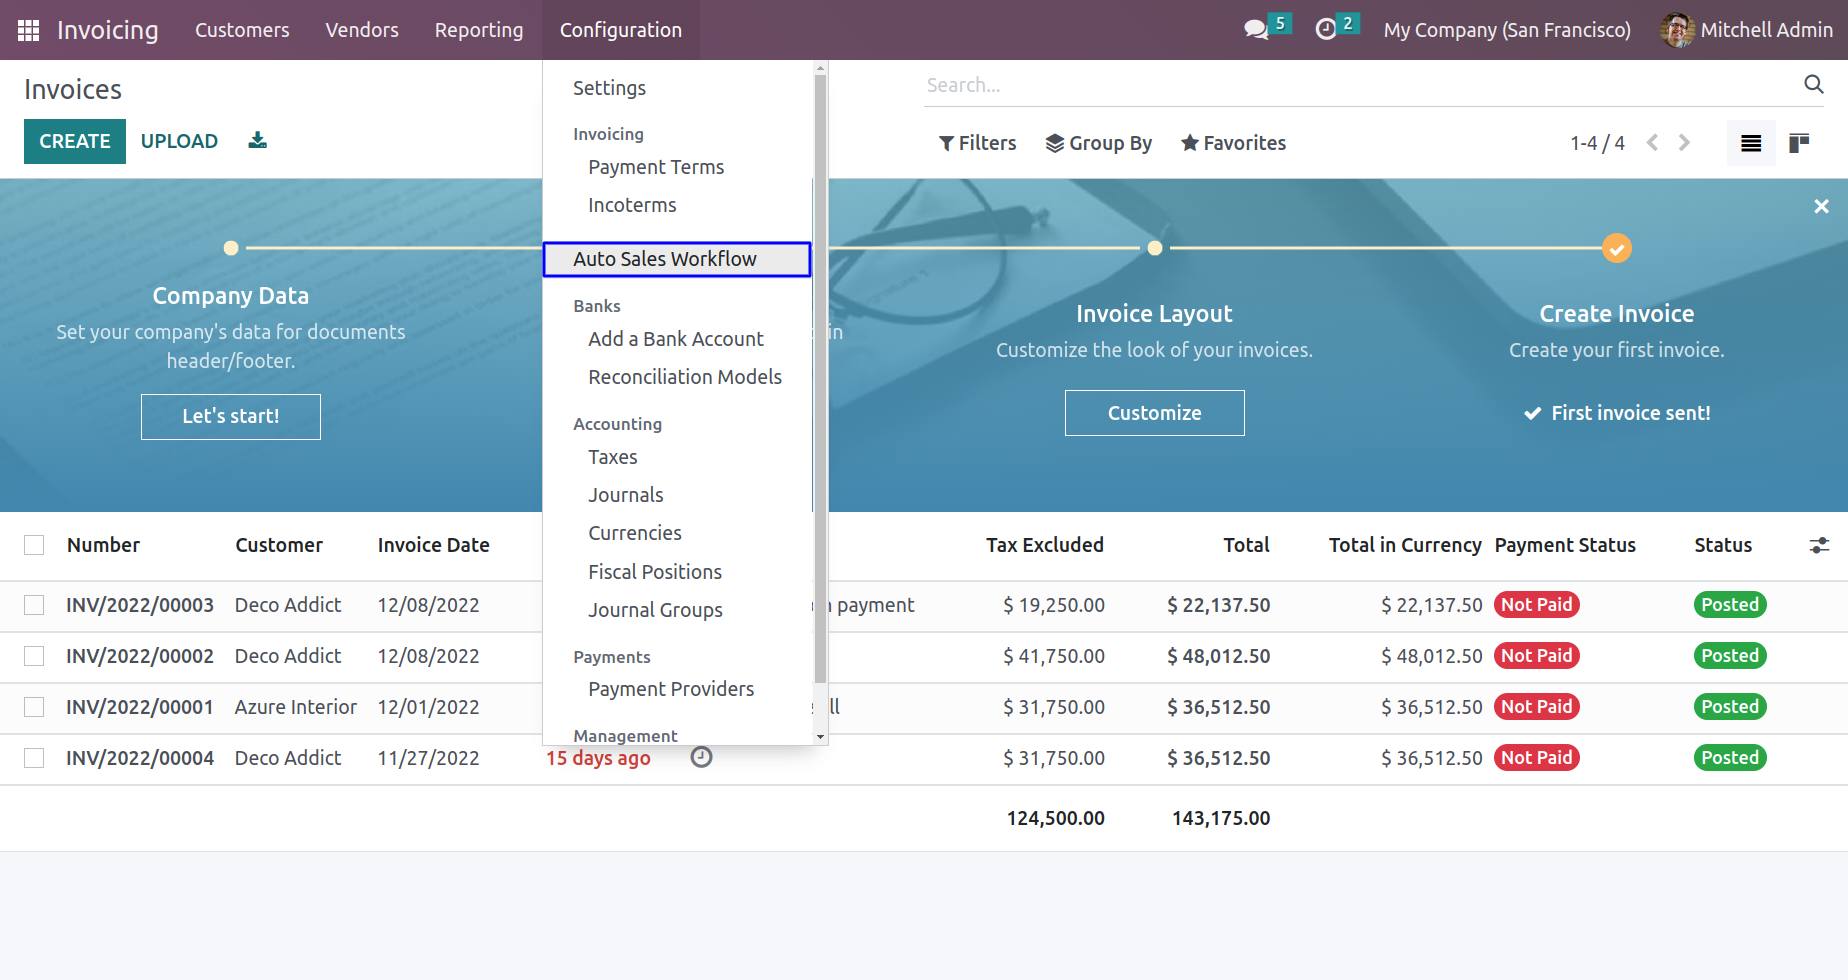 Invoicing Customers Vendors Reporting Configuration 5 2 My Company (San Francisco) Mitchell Admin
Invoices
Search...
CREATE UPLOAD
Filters Group By Favorites 1-4 / 4
Settings
Invoicing
Payment Terms
Incoterms
Auto Sales Workflow
Banks
Add a Bank Account
Reconciliation Models
Accounting
Taxes
Journals
Currencies
Fiscal Positions
Journal Groups
Payments
Payment Providers
Management
Company Data
Set your company's data for documents
header/footer.
Let's start!
in
Invoice Layout
Customize the look of your invoices.
Customize
Create Invoice
Create your first invoice.
First invoice sent!
Number Customer Invoice Date Tax Excluded Total Total in Currency Payment Status Status
INV/2022/00003 Deco Addict 12/08/2022 payment $ 19,250.00 $ 22,137.50 $ 22,137.50 Not Paid Posted
INV/2022/00002 Deco Addict 12/08/2022 $ 41,750.00 $ 48,012.50 $ 48,012.50 Not Paid Posted
INV/2022/00001 Azure Interior 12/01/2022 $ 31,750.00 $ 36,512.50 $ 36,512.50 Not Paid Posted
INV/2022/00004 Deco Addict 11/27/2022 15 days ago $ 31,750.00 $ 36,512.50 $ 36,512.50 Not Paid Posted
124,500.00 143,175.00